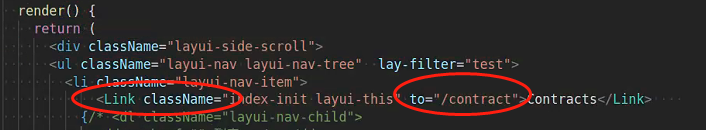 render() {
return (
<div className="layui-side-scroll">
<ul className="layui-nav layui-nav-tree" lay-filter="test">
<li className="layui-nav-item">
<Link className="index-init layui-this" to="/contract">Contracts</Link>
{/* <dl className="layui-nav-child">